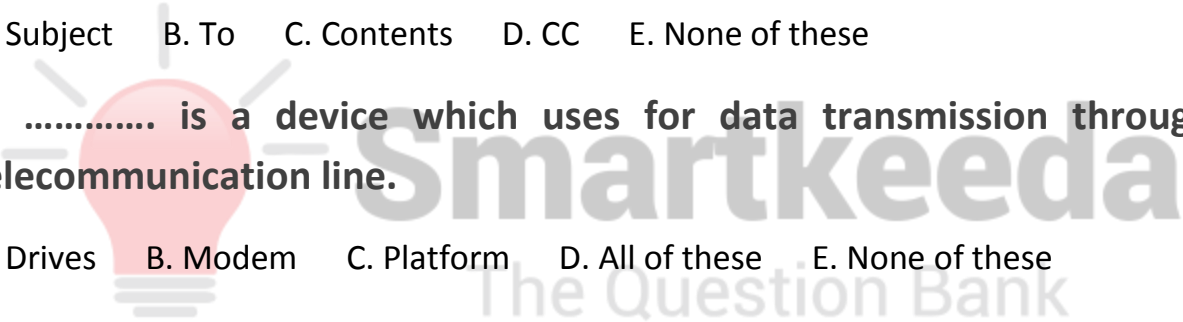 Subject B. To C. Contents D. CC E. None of these
………….. is a device which uses for data transmission throug
elecommunication line.
Smartkeeda
Drives B. Modem C. Platform D. All of these E. None of these
The Question Bank